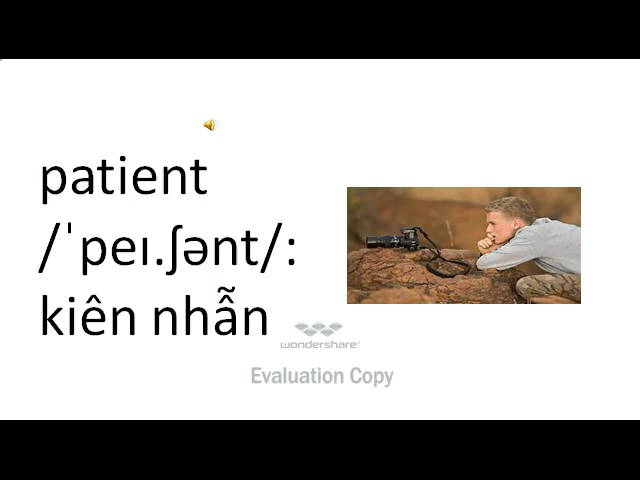 patient
/ˈpeɪ.ʃənt/:
kiên nhẫn
wondershare
Evaluation Copy